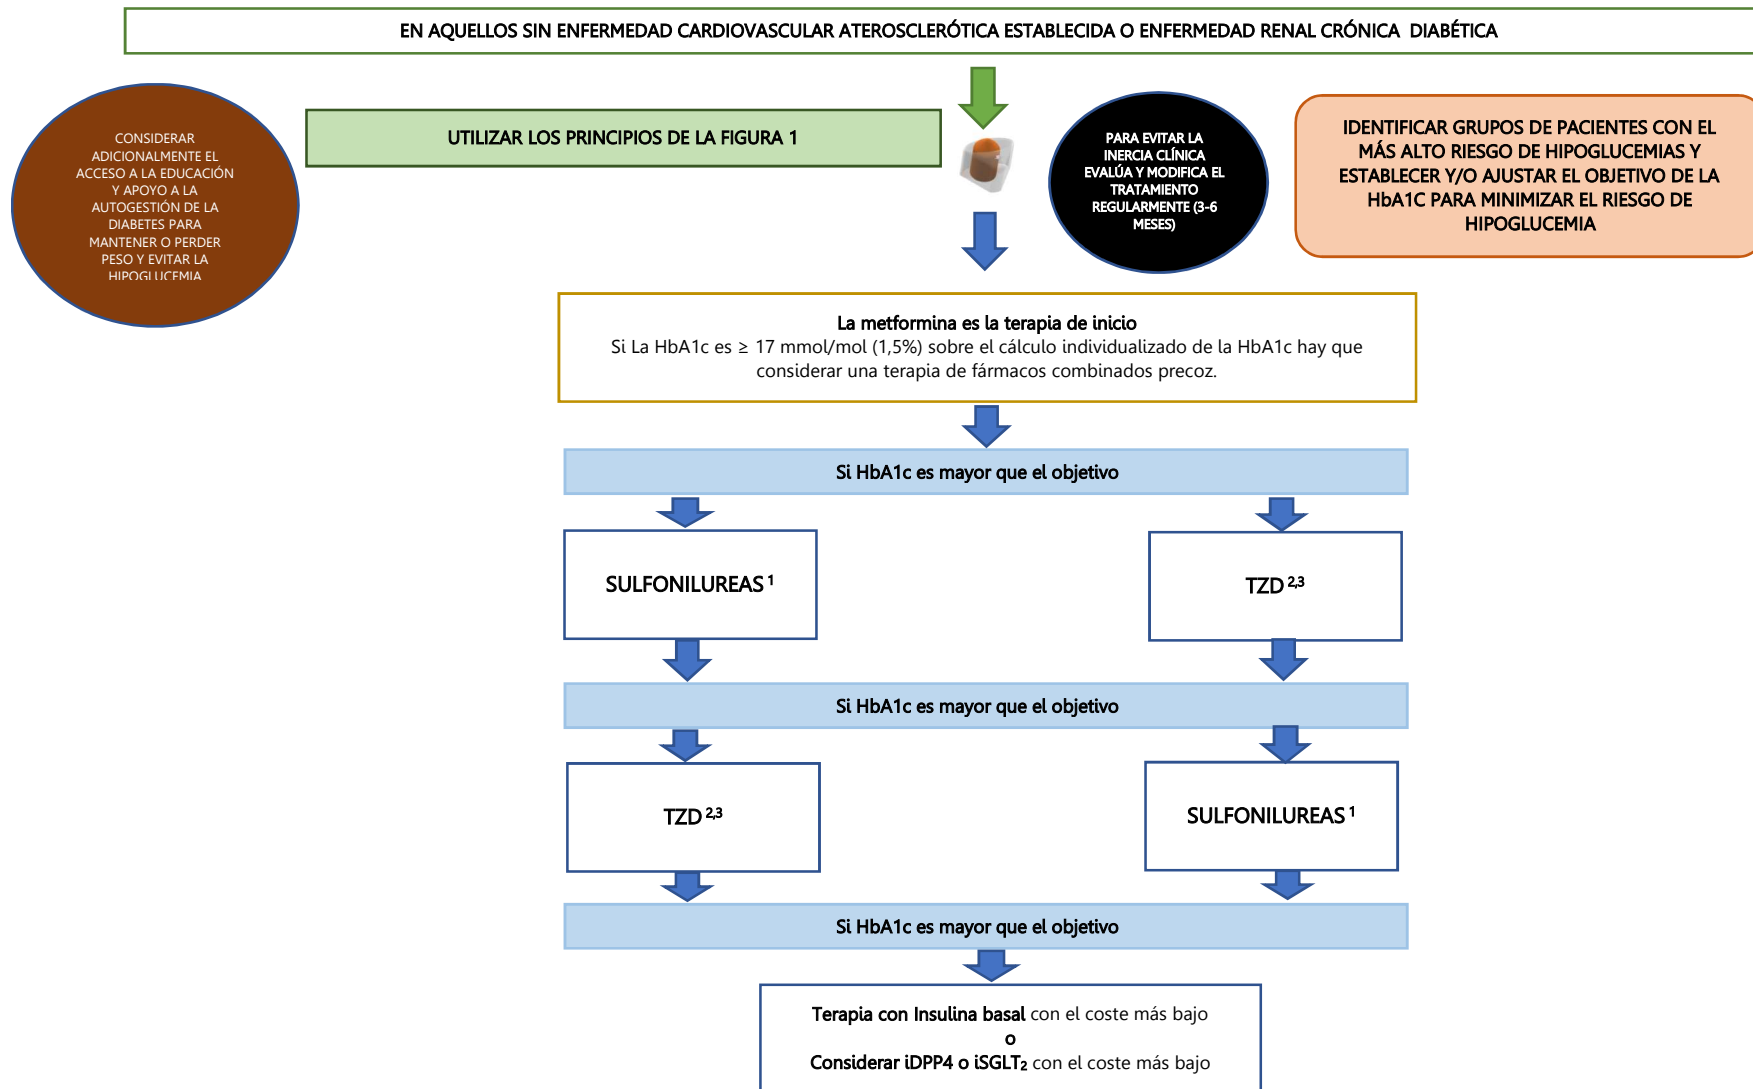 EN AQUELLOS SIN ENFERMEDAD CARDIOVASCULAR ATEROSCLERÓTICA ESTABLECIDA O ENFERMEDAD RENAL CRÓNICA DIABÉTICA
CONSIDERAR
ADICIONALMENTE EL
ACCESO A LA EDUCACIÓN
Y APOYO A LA
AUTOGESTIÓN DE LA
DIABETES PARA
MANTENER O PERDER
PESO Y EVITAR LA
HIPOGLUCEMIA
UTILIZAR LOS PRINCIPIOS DE LA FIGURA 1
PARA EVITAR LA
INERCIA CLÍNICA
EVALÚA Y MODIFICA EL
TRATAMIENTO
REGULARMENTE (3-6
MESES)
IDENTIFICAR GRUPOS DE PACIENTES CON EL
MÁS ALTO RIESGO DE HIPOGLUCEMIAS Y
ESTABLECER Y/O AJUSTAR EL OBJETIVO DE LA
HbA1C PARA MINIMIZAR EL RIESGO DE
HIPOGLUCEMIA
La metformina es la terapia de inicio
Si La HbA1c es ≥ 17 mmol/mol (1,5%) sobre el cálculo individualizado de la HbA1c hay que
considerar una terapia de fármacos combinados precoz.
Si HbA1c es mayor que el objetivo
SULFONILUREAS ¹
TZD ²,³
Si HbA1c es mayor que el objetivo
TZD ²,³
SULFONILUREAS ¹
Si HbA1c es mayor que el objetivo
Terapia con Insulina basal con el coste más bajo
o
Considerar iDPP4 o iSGLT₂ con el coste más bajo